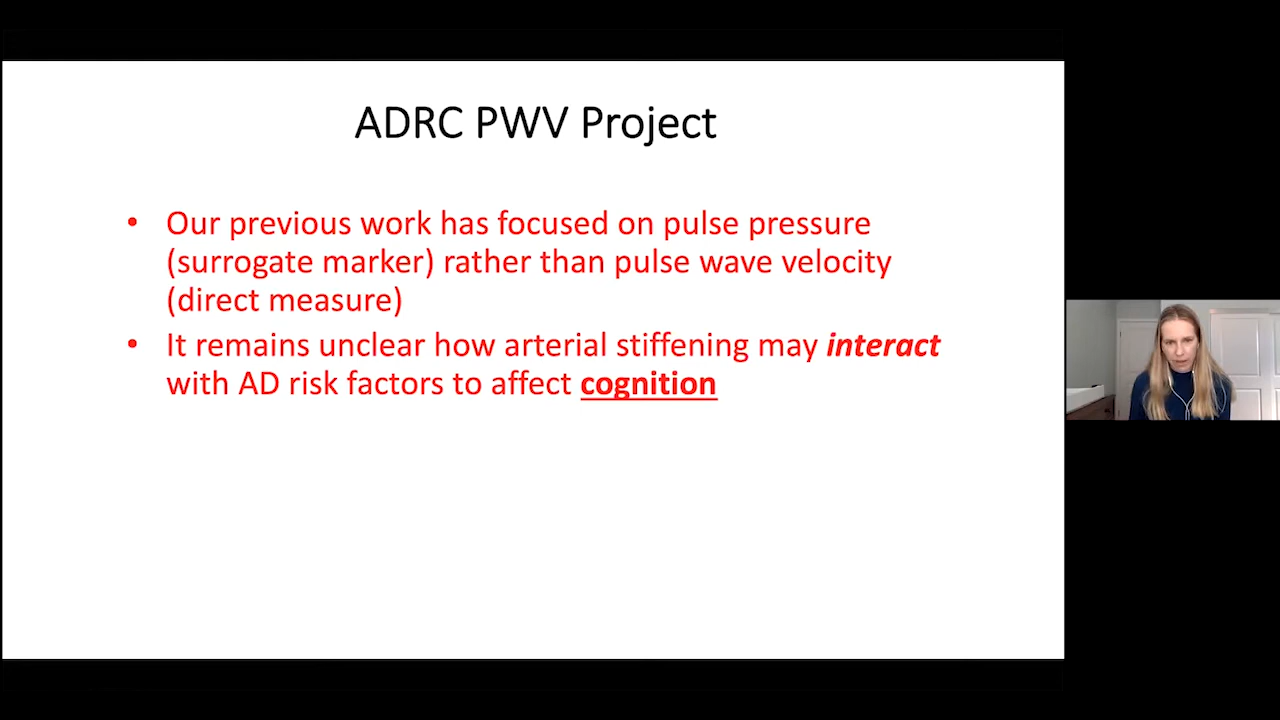 ADRC PWV Project
• Our previous work has focused on pulse pressure
(surrogate marker) rather than pulse wave velocity
(direct measure)
• It remains unclear how arterial stiffening may interact
with AD risk factors to affect cognition